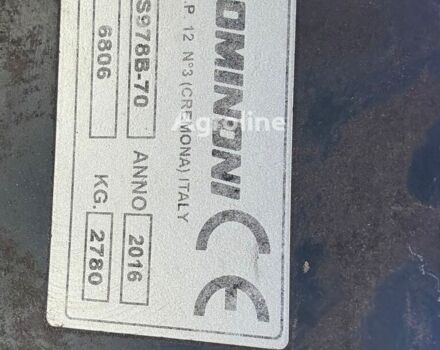 OMINONI
.P. 12 N°3 (CREMONA) ITALY
CE
S978B-70 ANNO 2016
6806 KG. 2780
Agroline